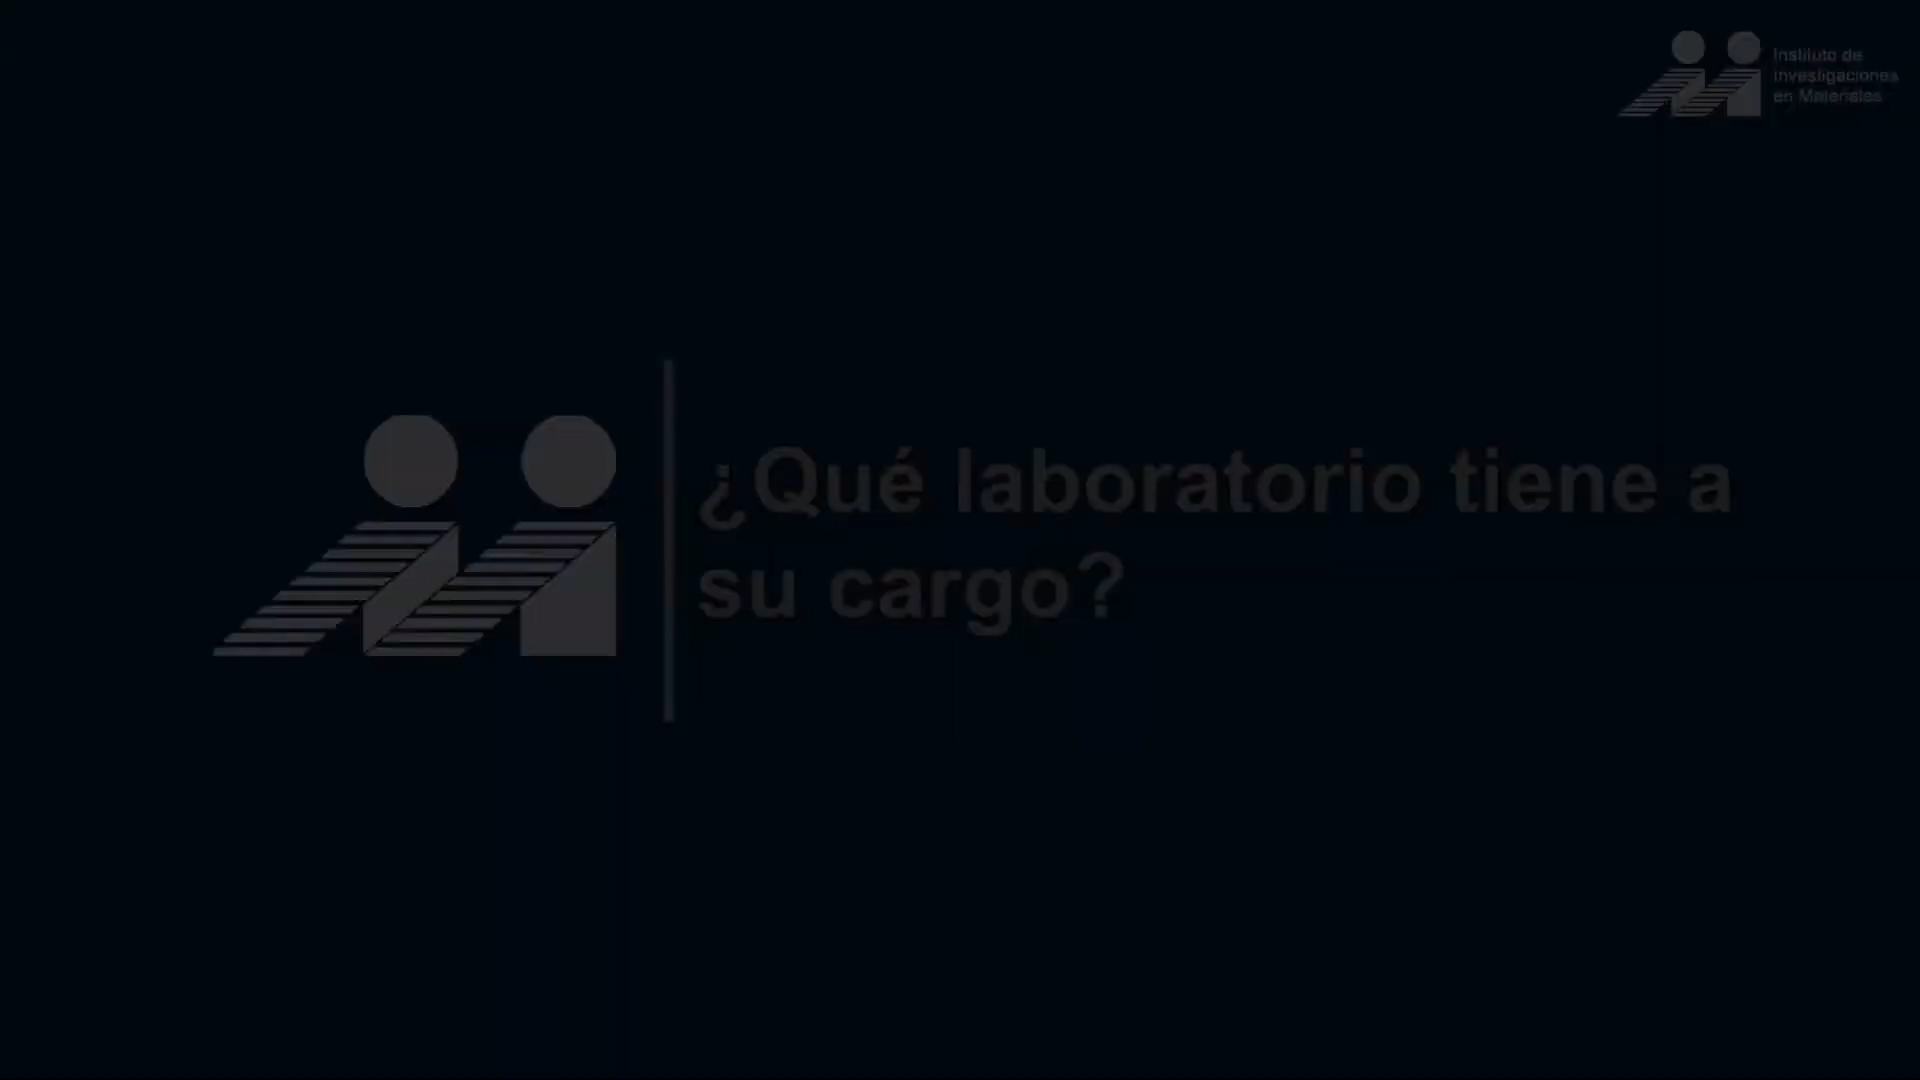 Instituto de
Investigaciones
en Materiales
¿Qué laboratorio tiene a
su cargo?